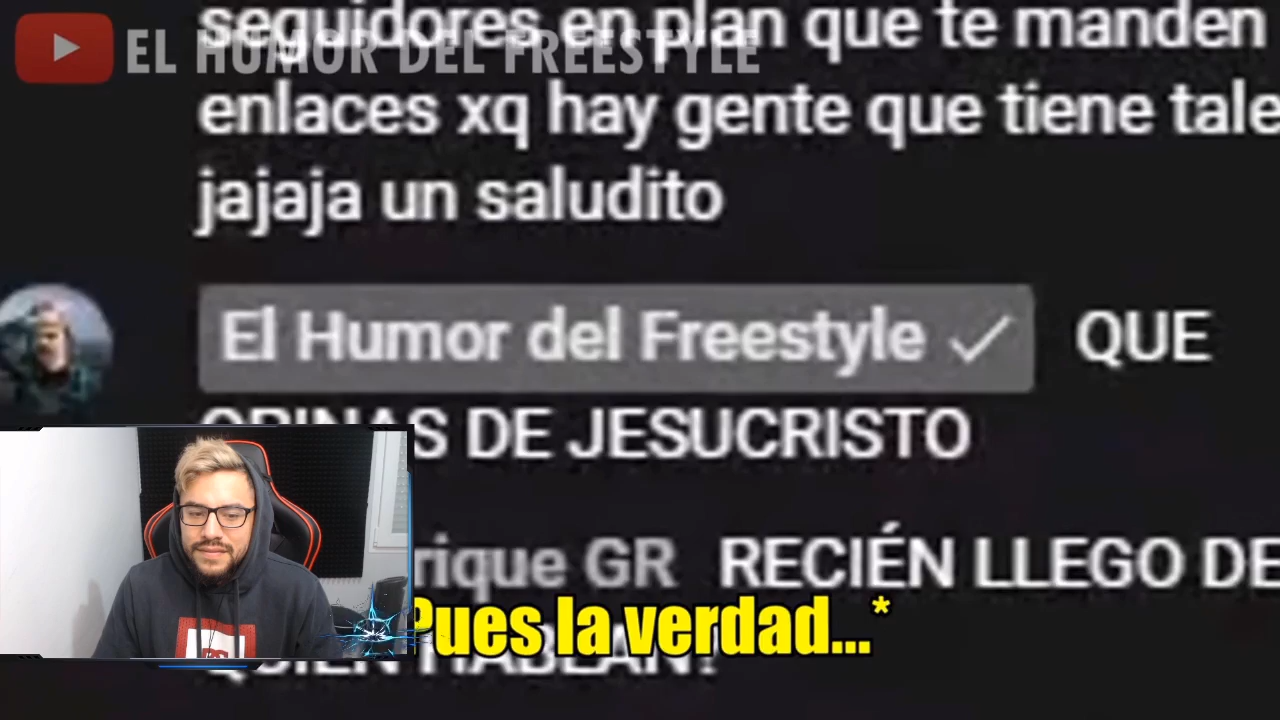 seguidores en plan que te manden
EL HUMOR DEL FREESTYLE
enlaces xq hay gente que tiene tale
jajaja un saludito
El Humor del Freestyle ✓ QUE
DE JESUCRISTO
GR RECIÉN LLEGO DE
Pues la verdad...*